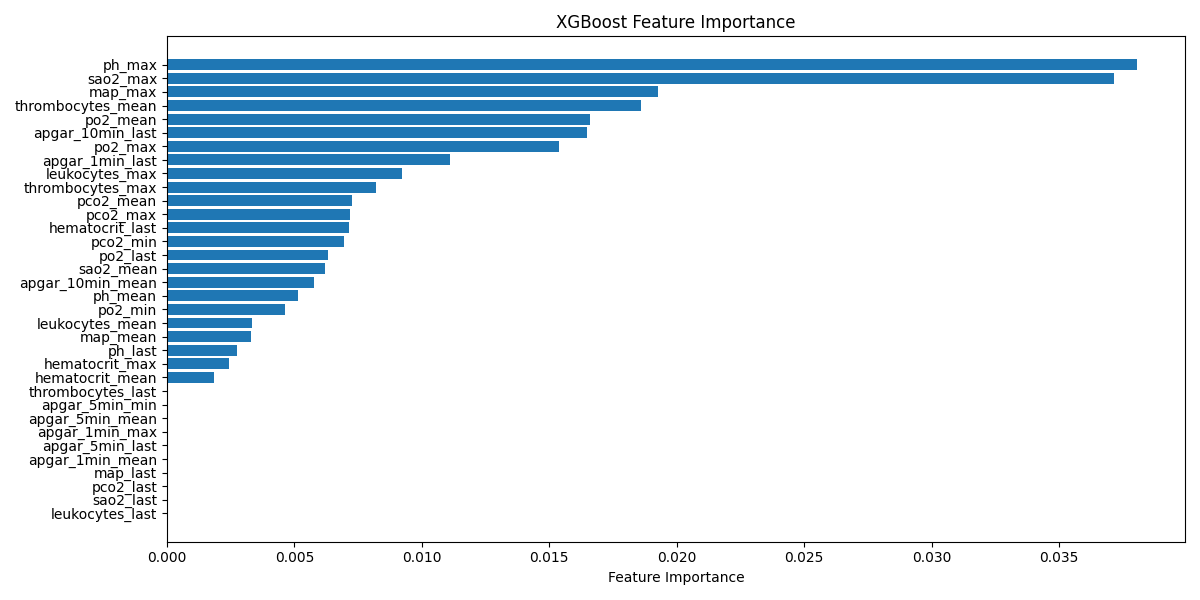 XGBoost Feature Importance
ph_max
sao2_max
map_max
thrombocytes_mean
po2_mean
apgar_10min_last
po2_max
apgar_1min_last
leukocytes_max
thrombocytes_max
pco2_mean
pco2_max
hematocrit_last
pco2_min
po2_last
sao2_mean
apgar_10min_mean
ph_mean
po2_min
leukocytes_mean
map_mean
ph_last
hematocrit_max
hematocrit_mean
thrombocytes_last
apgar_5min_min
apgar_5min_mean
apgar_1min_max
apgar_5min_last
apgar_1min_mean
map_last
pco2_last
sao2_last
leukocytes_last
0.000 0.005 0.010 0.015 0.020 0.025 0.030 0.035
Feature Importance